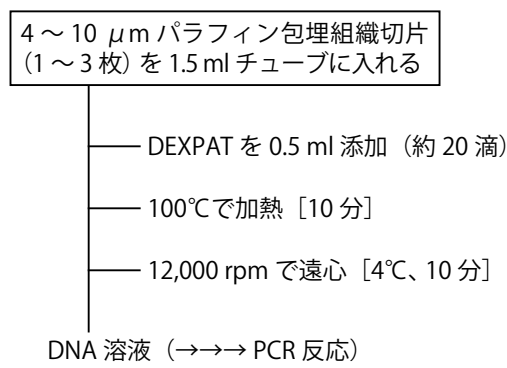 4～10 μm パラフィン包埋組織切片
（1～3 枚）を 1.5 ml チューブに入れる
DEXPAT を 0.5 ml 添加（約 20 滴）
100℃で加熱［10 分］
12,000 rpm で遠心［4℃、10 分］
DNA 溶液（→→→ PCR 反応）